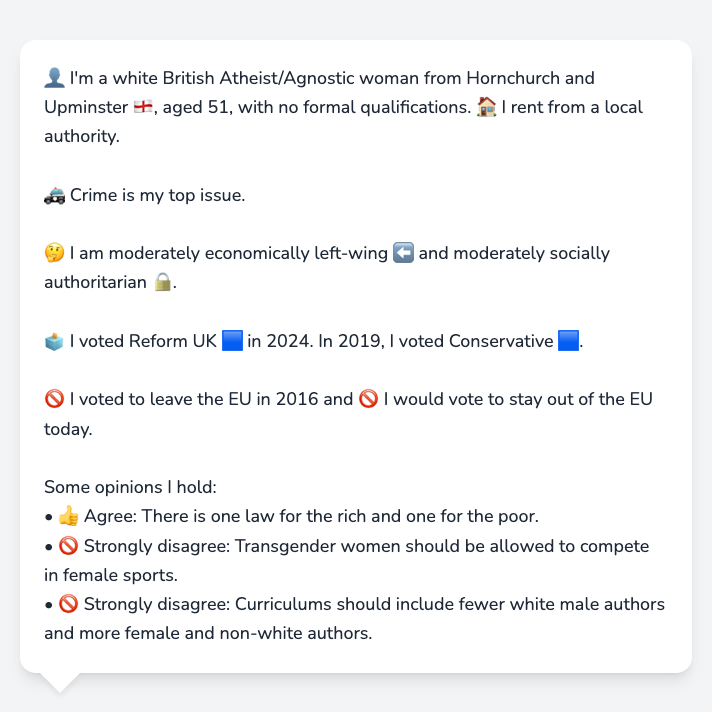 👤 I'm a white British Atheist/Agnostic woman from Hornchurch and
Upminster 🏴󠁧󠁢󠁥󠁮󠁧󠁿, aged 51, with no formal qualifications. 🏠 I rent from a local
authority.
🚓 Crime is my top issue.
🤔 I am moderately economically left-wing ⬅️ and moderately socially
authoritarian 🔒.
🗳️ I voted Reform UK 🟦 in 2024. In 2019, I voted Conservative 🟦.
🚫 I voted to leave the EU in 2016 and 🚫 I would vote to stay out of the EU
today.
Some opinions I hold:
• 👍 Agree: There is one law for the rich and one for the poor.
• 🚫 Strongly disagree: Transgender women should be allowed to compete
in female sports.
• 🚫 Strongly disagree: Curriculums should include fewer white male authors
and more female and non-white authors.